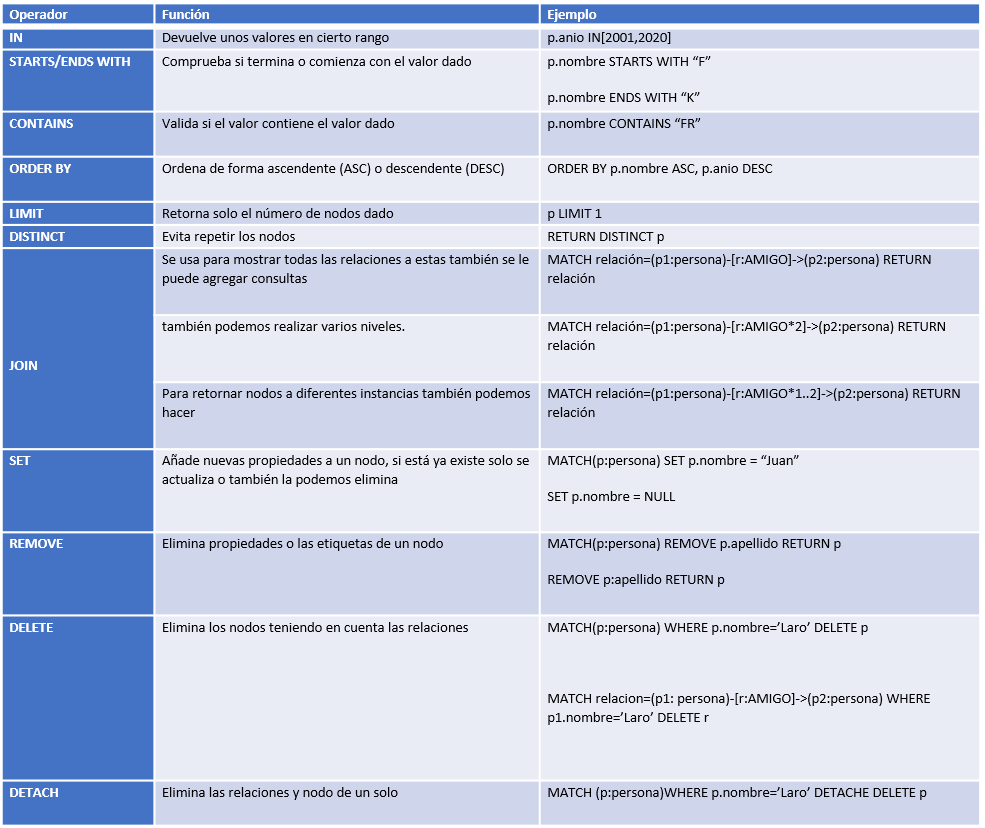 Operador Función Ejemplo
IN Devuelve unos valores en cierto rango p.anio IN[2001,2020]
STARTS/ENDS WITH Comprueba si termina o comienza con el valor dado p.nombre STARTS WITH “F”
p.nombre ENDS WITH “K”
CONTAINS Valida si el valor contiene el valor dado p.nombre CONTAINS “FR”
ORDER BY Ordena de forma ascendente (ASC) o descendente (DESC) ORDER BY p.nombre ASC, p.anio DESC
LIMIT Retorna solo el número de nodos dado p LIMIT 1
DISTINCT Evita repetir los nodos RETURN DISTINCT p
JOIN
Se usa para mostrar todas las relaciones a estas también se le
puede agregar consultas
MATCH relación=(p1:persona)-[r:AMIGO]->(p2:persona) RETURN
relación
también podemos realizar varios niveles.
MATCH relación=(p1:persona)-[r:AMIGO*2]->(p2:persona) RETURN
relación
Para retornar nodos a diferentes instancias también podemos
hacer
MATCH relación=(p1:persona)-[r:AMIGO*1..2]->(p2:persona) RETURN
relación
SET
Añade nuevas propiedades a un nodo, si está ya existe solo se
actualiza o también la podemos elimina
MATCH(p:persona) SET p.nombre = “Juan”
SET p.nombre = NULL
REMOVE Elimina propiedades o las etiquetas de un nodo MATCH(p:persona) REMOVE p.apellido RETURN p
REMOVE p:apellido RETURN p
DELETE Elimina los nodos teniendo en cuenta las relaciones MATCH(p:persona) WHERE p.nombre=’Laro’ DELETE p
MATCH relacion=(p1: persona)-[r:AMIGO]->(p2:persona) WHERE
p1.nombre=’Laro’ DELETE r
DETACH Elimina las relaciones y nodo de un solo MATCH (p:persona)WHERE p.nombre=’Laro’ DETACHE DELETE p